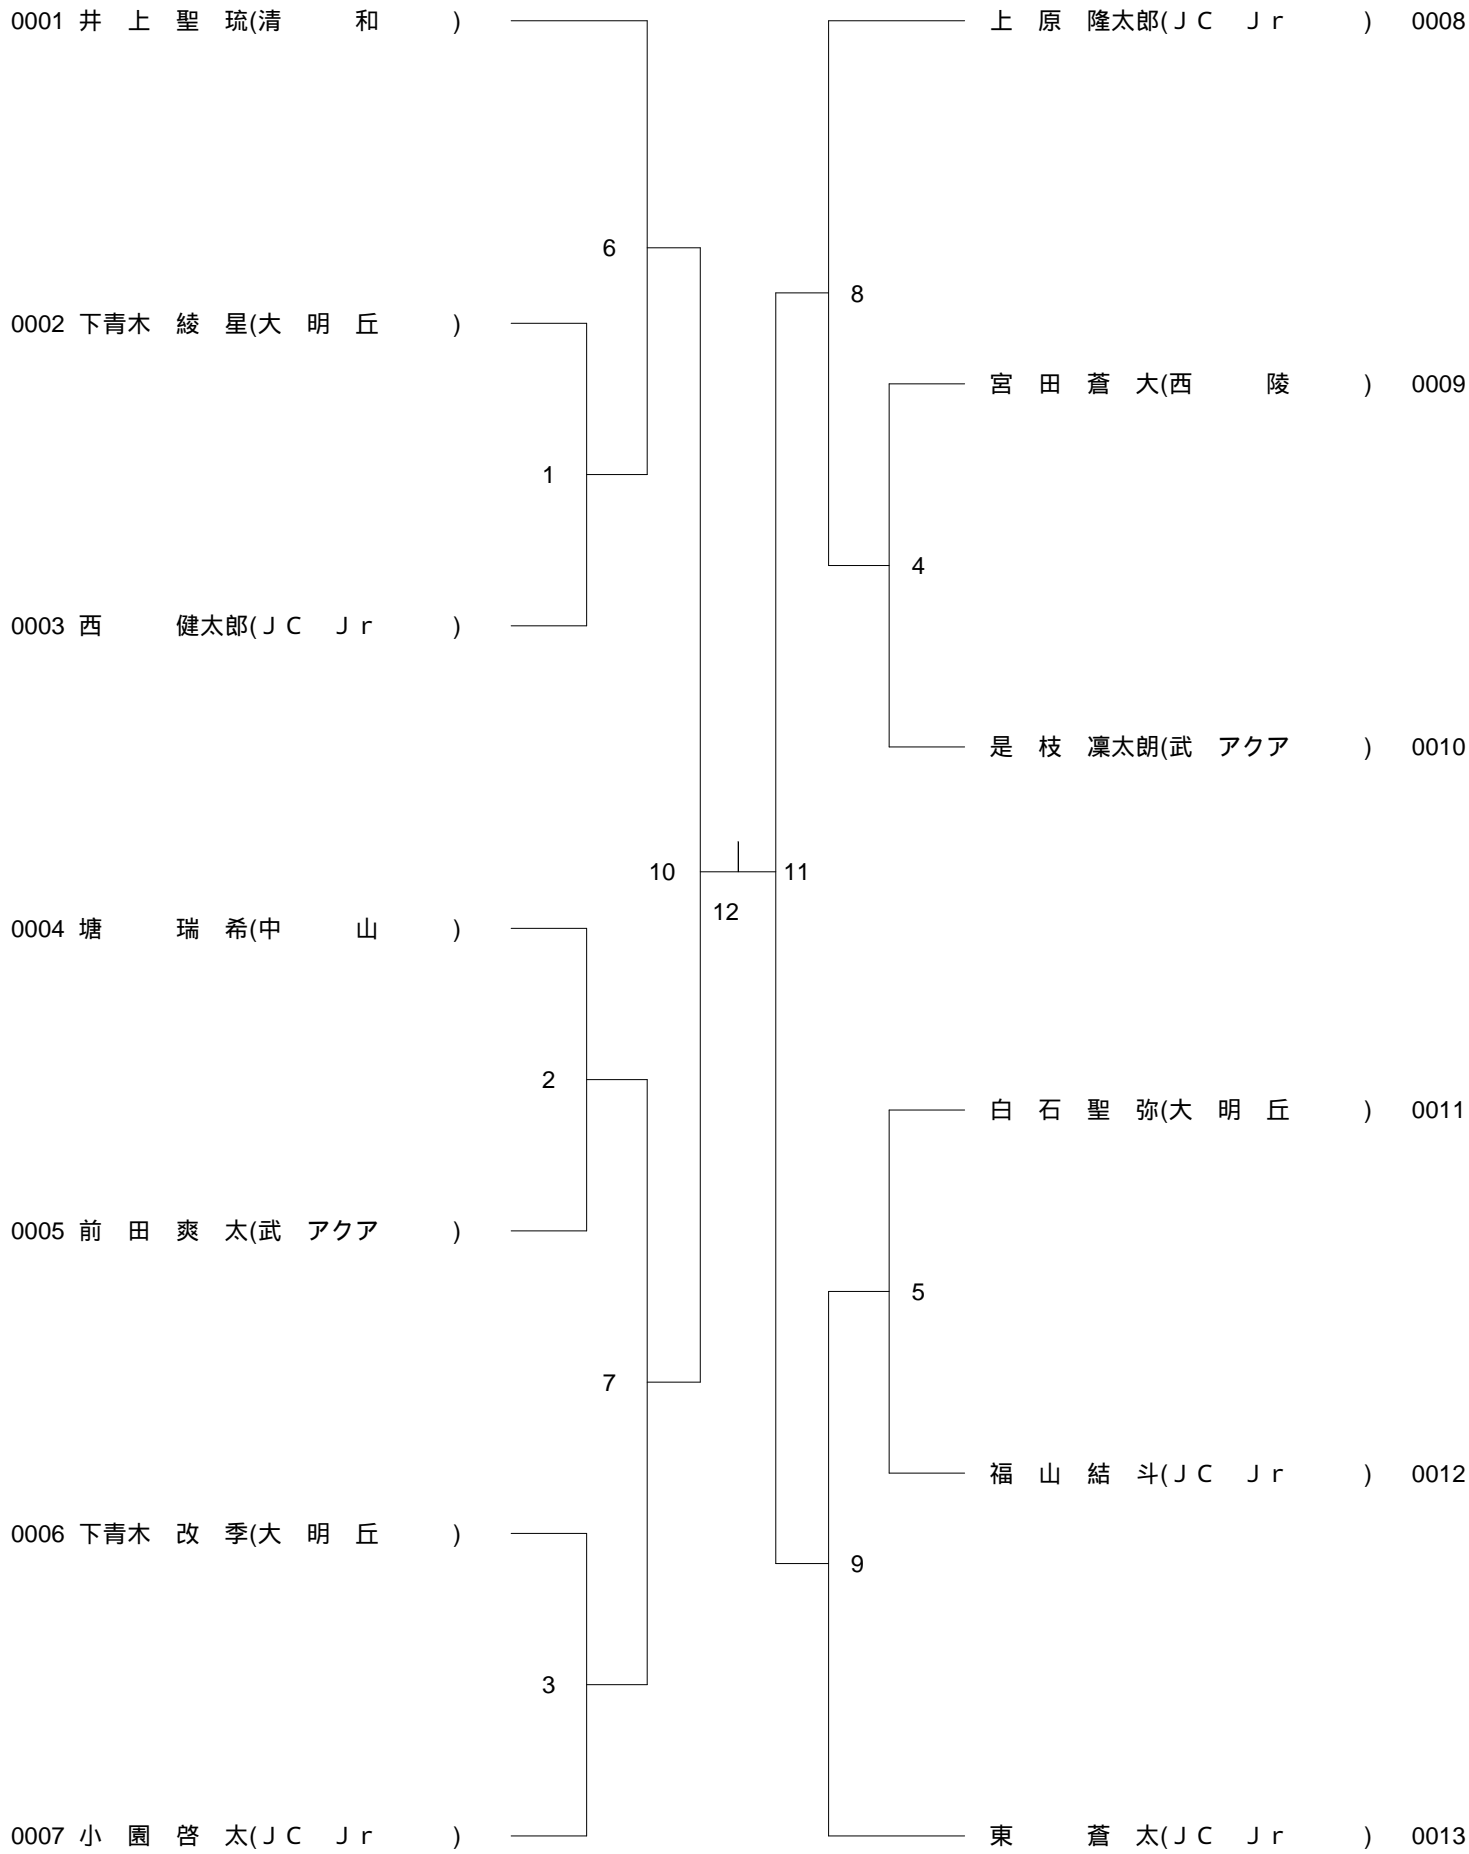 0001 井　上　聖　琉(清　　　和　　　)
6
0002 下青木　綾　星(大　明　丘　　　)
1
0003 西　　　健太郎(ＪＣ　Ｊｒ　　　)
10
12
0004 塘　　　瑞　希(中　　　山　　　)
2
0005 前　田　爽　太(武　アクア　　　)
7
0006 下青木　改　季(大　明　丘　　　)
3
0007 小　園　啓　太(ＪＣ　Ｊｒ　　　)
上　原　隆太郎(ＪＣ　Ｊｒ　　　) 0008
8
宮　田　蒼　大(西　　　陵　　　) 0009
4
是　枝　凜太朗(武　アクア　　　) 0010
11
白　石　聖　弥(大　明　丘　　　) 0011
5
福　山　結　斗(ＪＣ　Ｊｒ　　　) 0012
9
東　　　蒼　太(ＪＣ　Ｊｒ　　　) 0013